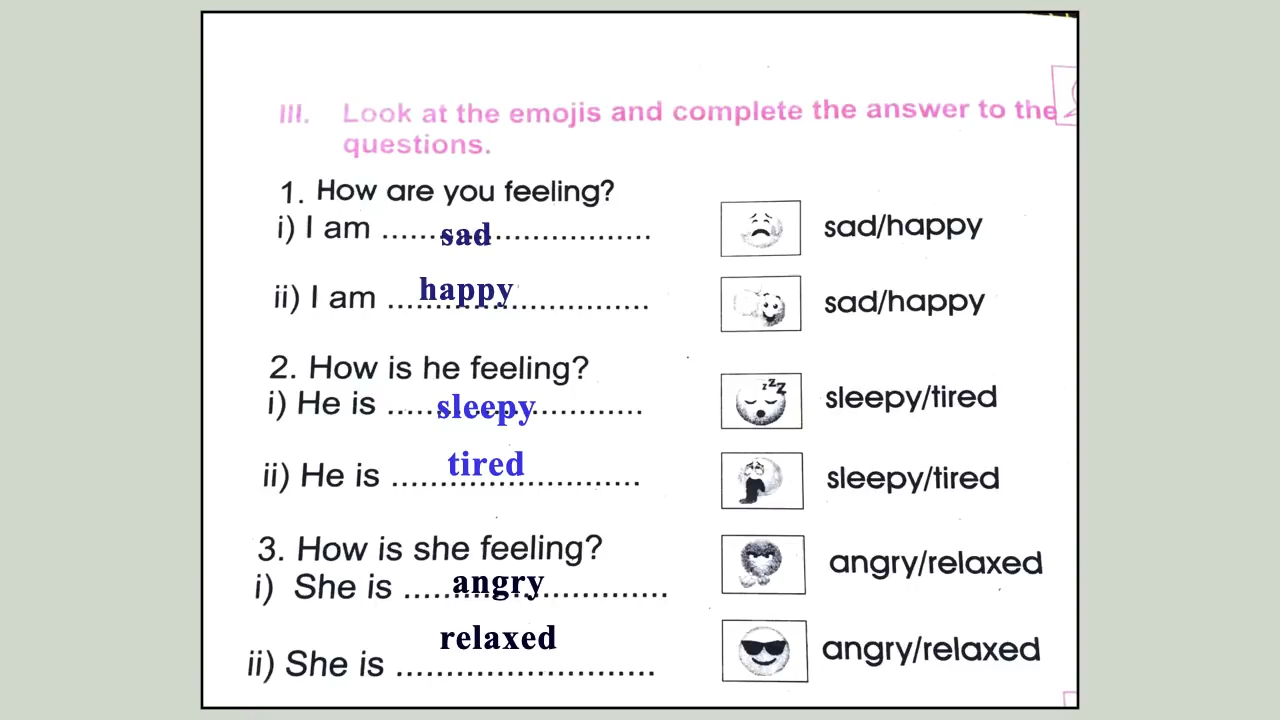 III. Look at the emojis and complete the answer to the
questions.
1. How are you feeling?
i) I am ......sad.................... sad/happy
ii) I am ....happy.................. sad/happy
2. How is he feeling?
i) He is ......sleepy............. sleepy/tired
zzZ
ii) He is ......tired............... sleepy/tired
3. How is she feeling?
i) She is ......angry............. angry/relaxed
ii) She is .....relaxed............ angry/relaxed